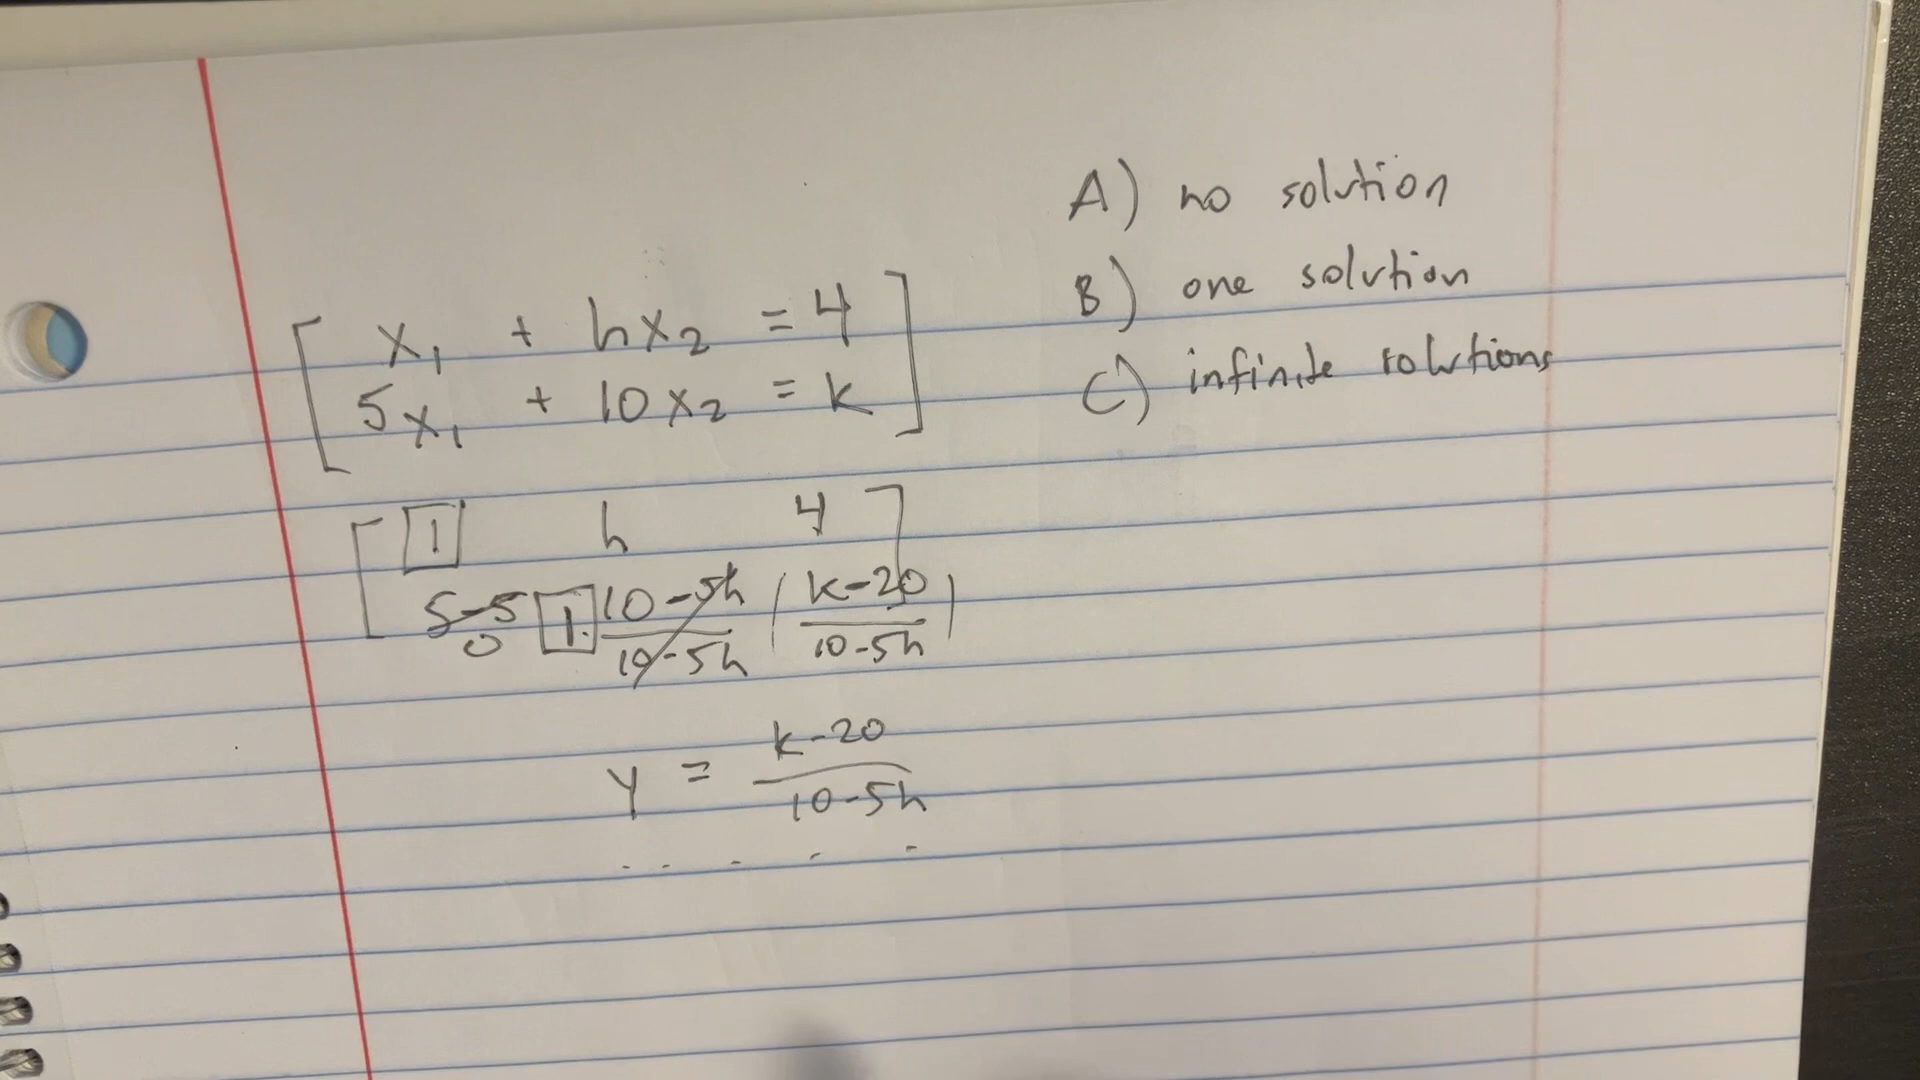 x₁ + hx₂ = 4
5x₁ + 10x₂ = k
1 h 4
5-5 0 1 10-5h/10-5h k-20/10-5h
y = k-20/10-5h
A) no solution
B) one solution
C) infinite solutions